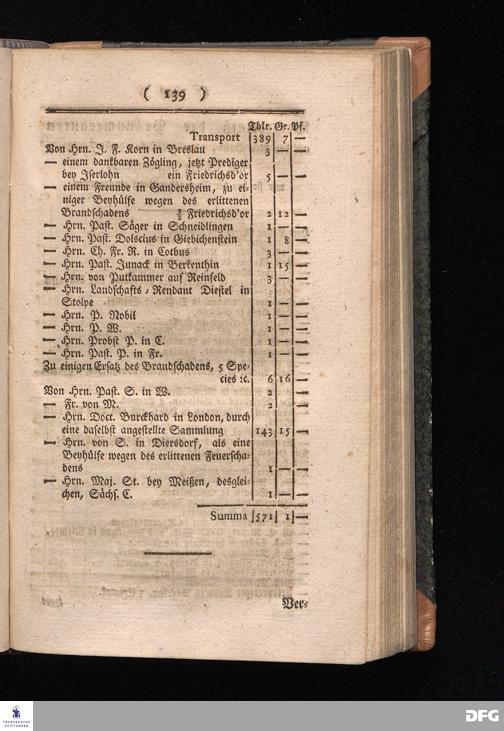 ( 139 )
Thlr. Gr. Pf.
Transport 389 7 —
Von Hrn. J. F. Korn in Breslau 3 — —
— einem dankbaren Zögling, jetzt Prediger
bey Iserlohn ein Friedrichsd'or 5 — —
— einem Freunde in Gandersheim, zu ei-
niger Beyhülfe wegen des erlittenen
Brandschadens ½ Friedrichsd'or 2 12 —
— Hrn. Past. Säger in Schneidlingen 1 — —
— Hrn. Past. Dolscius in Giebichenstein 1 8 —
— Hrn. Ch. Fr. R. in Cotbus 3 — —
— Hrn. Past. Junack in Berkenthin 1 15 —
— Hrn. von Putkammer auf Reinfeld 3 — —
— Hrn. Landschafts-Rendant Diestel in
Stolpe 1 — —
— Hrn. P. Nobil 1 — —
— Hrn. P. W. 1 — —
— Hrn. Probst P. in C. 1 — —
— Hrn. Past. P. in Fr. 1 — —
Zu einigen Ersatz des Brandschadens, 5 Spe-
cies ꝛc. 6 16 —
Von Hrn. Past. S. in W. 2 — —
— Fr. von M. 2 — —
— Hrn. Doct. Burckhard in London, durch
eine daselbst angestellte Sammlung 143 15 —
— Hrn. von S. in Diersdorf, als eine
Beyhülfe wegen des erlittenen Feuerscha-
dens 1 — —
— Hrn. Maj. St. bey Meißen, desglei-
chen, Sächs. C. 1 — —
Summa 571 1 —
Ver-
FRANCKESCHE
STIFTUNGEN
DFG